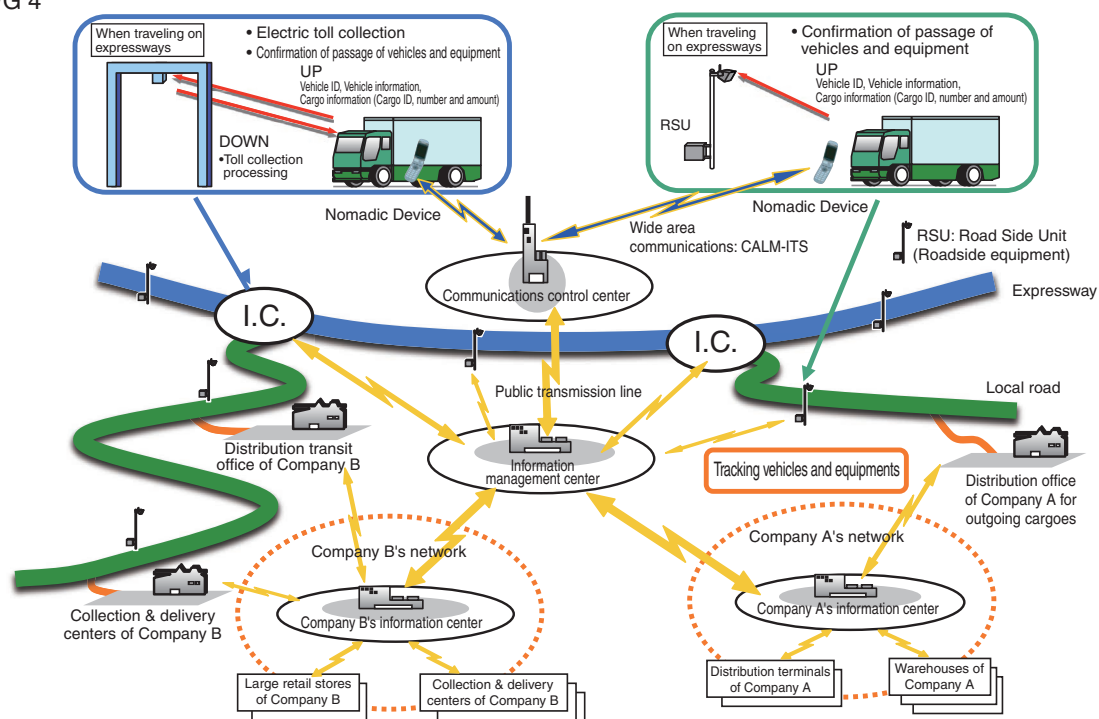 G 4
When traveling on
expressways
• Electric toll collection
• Confirmation of passage of vehicles and equipment
UP
Vehicle ID, Vehicle information,
Cargo information (Cargo ID, number and amount)
DOWN
•Toll collection
processing
When traveling
on expressways
• Confirmation of passage of
vehicles and equipment
UP
Vehicle ID, Vehicle information,
Cargo information (Cargo ID, number and amount)
RSU
Nomadic Device
Nomadic Device
Wide area
communications: CALM-ITS
RSU: Road Side Unit
(Roadside equipment)
Communications control center
Expressway
I.C.
I.C.
Public transmission line
Local road
Distribution transit
office of Company B
Information
management center
Tracking vehicles and equipments
Distribution office
of Company A for
outgoing cargoes
Company B's network
Company A's network
Collection & delivery
centers of Company B
Company B's information center
Company A's information center
Large retail stores
of Company B
Collection & delivery
centers of Company B
Distribution terminals
of Company A
Warehouses of
Company A